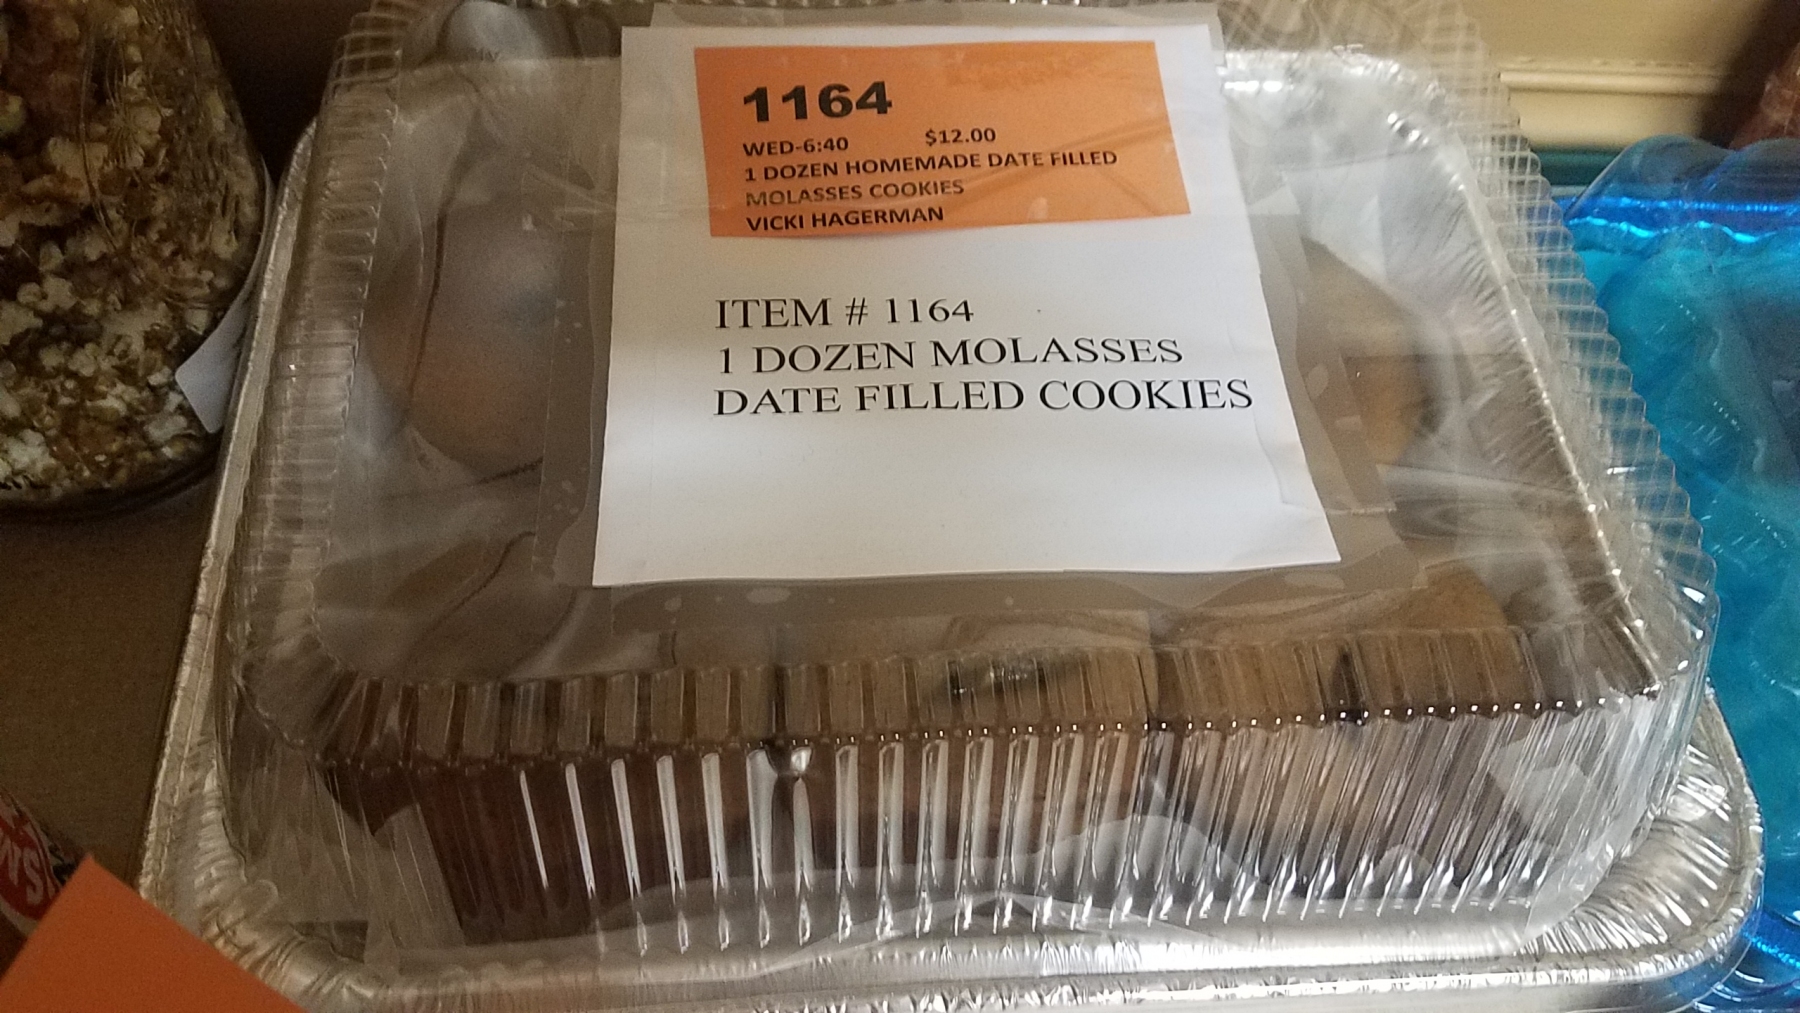 1164
WED-6:40 $12.00
1 DOZEN HOMEMADE DATE FILLED
MOLASSES COOKIES
VICKI HAGERMAN
ITEM # 1164
1 DOZEN MOLASSES
DATE FILLED COOKIES